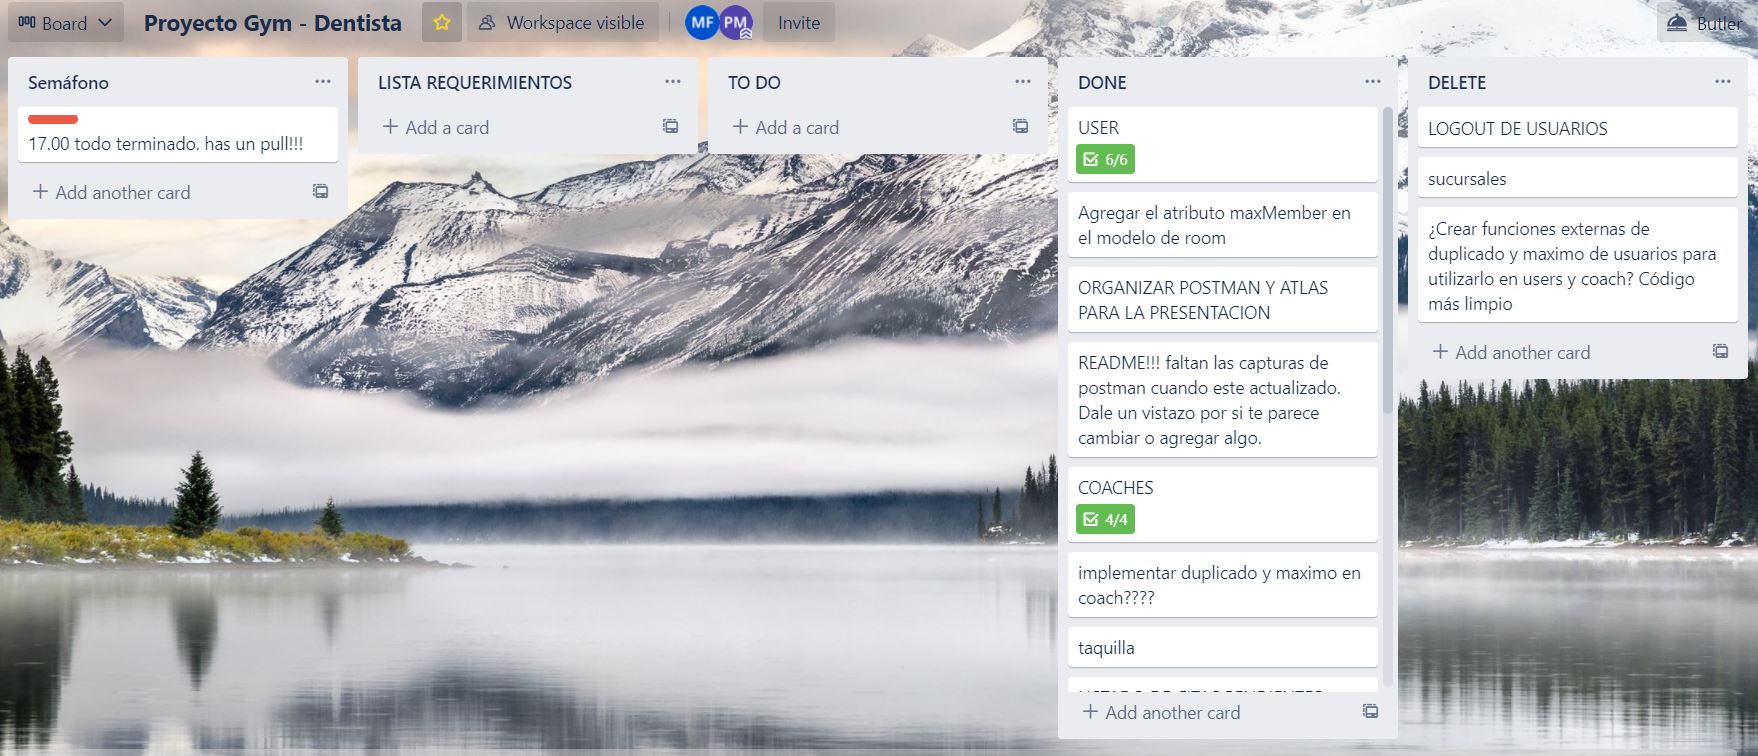 Board
Proyecto Gym - Dentista
Workspace visible
MF
PM
Invite
Butler
Semáfono
17.00 todo terminado. has un pull!!!
+ Add another card
LISTA REQUERIMIENTOS
+ Add a card
TO DO
+ Add a card
DONE
USER
6/6
Agregar el atributo maxMember en
el modelo de room
ORGANIZAR POSTMAN Y ATLAS
PARA LA PRESENTACION
README!!! faltan las capturas de
postman cuando este actualizado.
Dale un vistazo por si te parece
cambiar o agregar algo.
COACHES
4/4
implementar duplicado y maximo en
coach????
taquilla
+ Add another card
DELETE
LOGOUT DE USUARIOS
sucursales
¿Crear funciones externas de
duplicado y maximo de usuarios para
utilizarlo en users y coach? Código
más limpio
+ Add another card